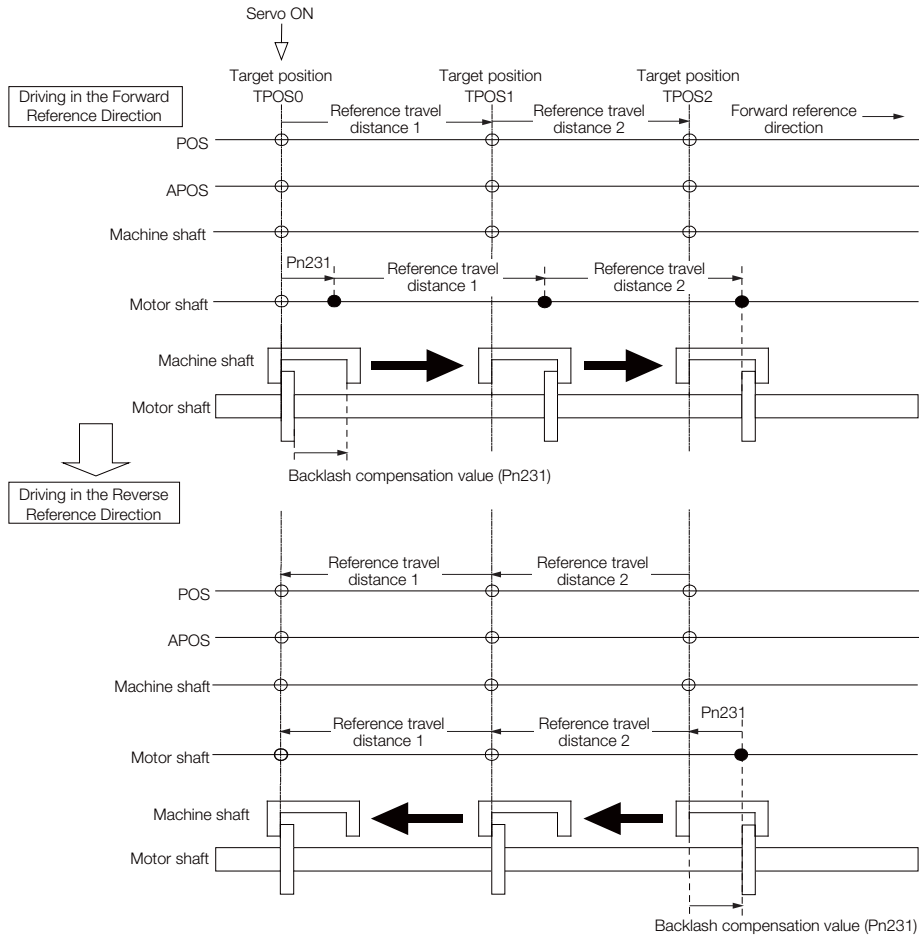 Servo ON
Target position
TPOS0
Target position
TPOS1
Target position
TPOS2
Driving in the Forward
Reference Direction
Reference travel
distance 1
Reference travel
distance 2
Forward reference
direction
POS
APOS
Machine shaft
Pn231
Reference travel
distance 1
Reference travel
distance 2
Motor shaft
Machine shaft
Motor shaft
Backlash compensation value (Pn231)
Driving in the Reverse
Reference Direction
Reference travel
distance 1
Reference travel
distance 2
POS
APOS
Machine shaft
Reference travel
distance 1
Reference travel
distance 2
Pn231
Motor shaft
Machine shaft
Motor shaft
Backlash compensation value (Pn231)